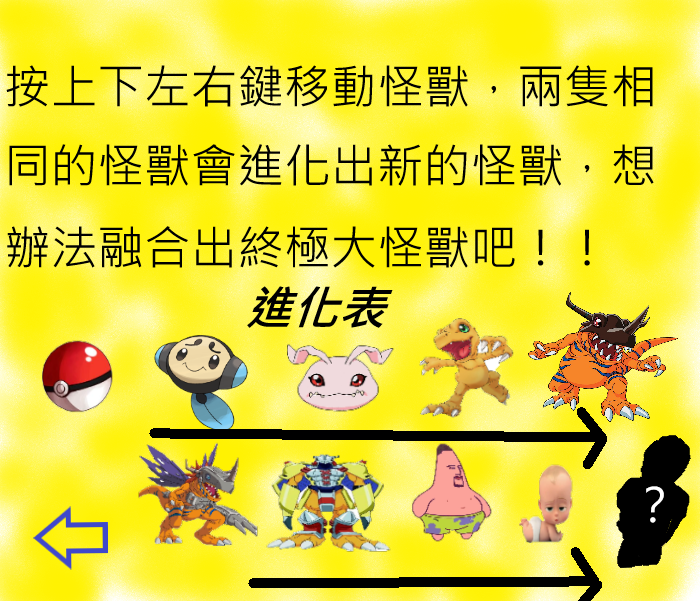 按上下左右鍵移動怪獸，兩隻相
同的怪獸會進化出新的怪獸，想
辦法融合出終極大怪獸吧！！
進化表
?